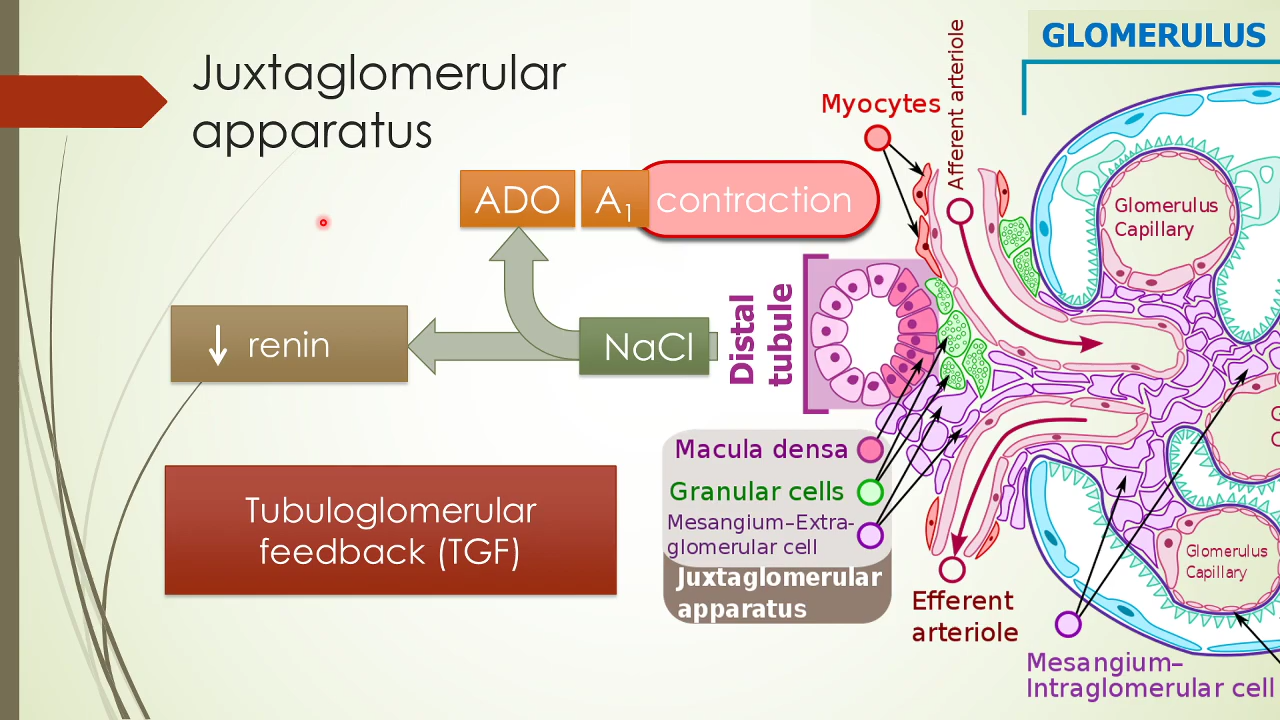 Juxtaglomerular
apparatus
GLOMERULUS
Myocytes
Afferent arteriole
ADO
A1
contraction
Glomerulus
Capillary
Distal
tubule
↓ renin
NaCl
Macula densa
Granular cells
Mesangium–Extra-
glomerular cell
Juxtaglomerular
apparatus
Tubuloglomerular
feedback (TGF)
Glomerulus
Capillary
Efferent
arteriole
Mesangium–
Intraglomerular cell